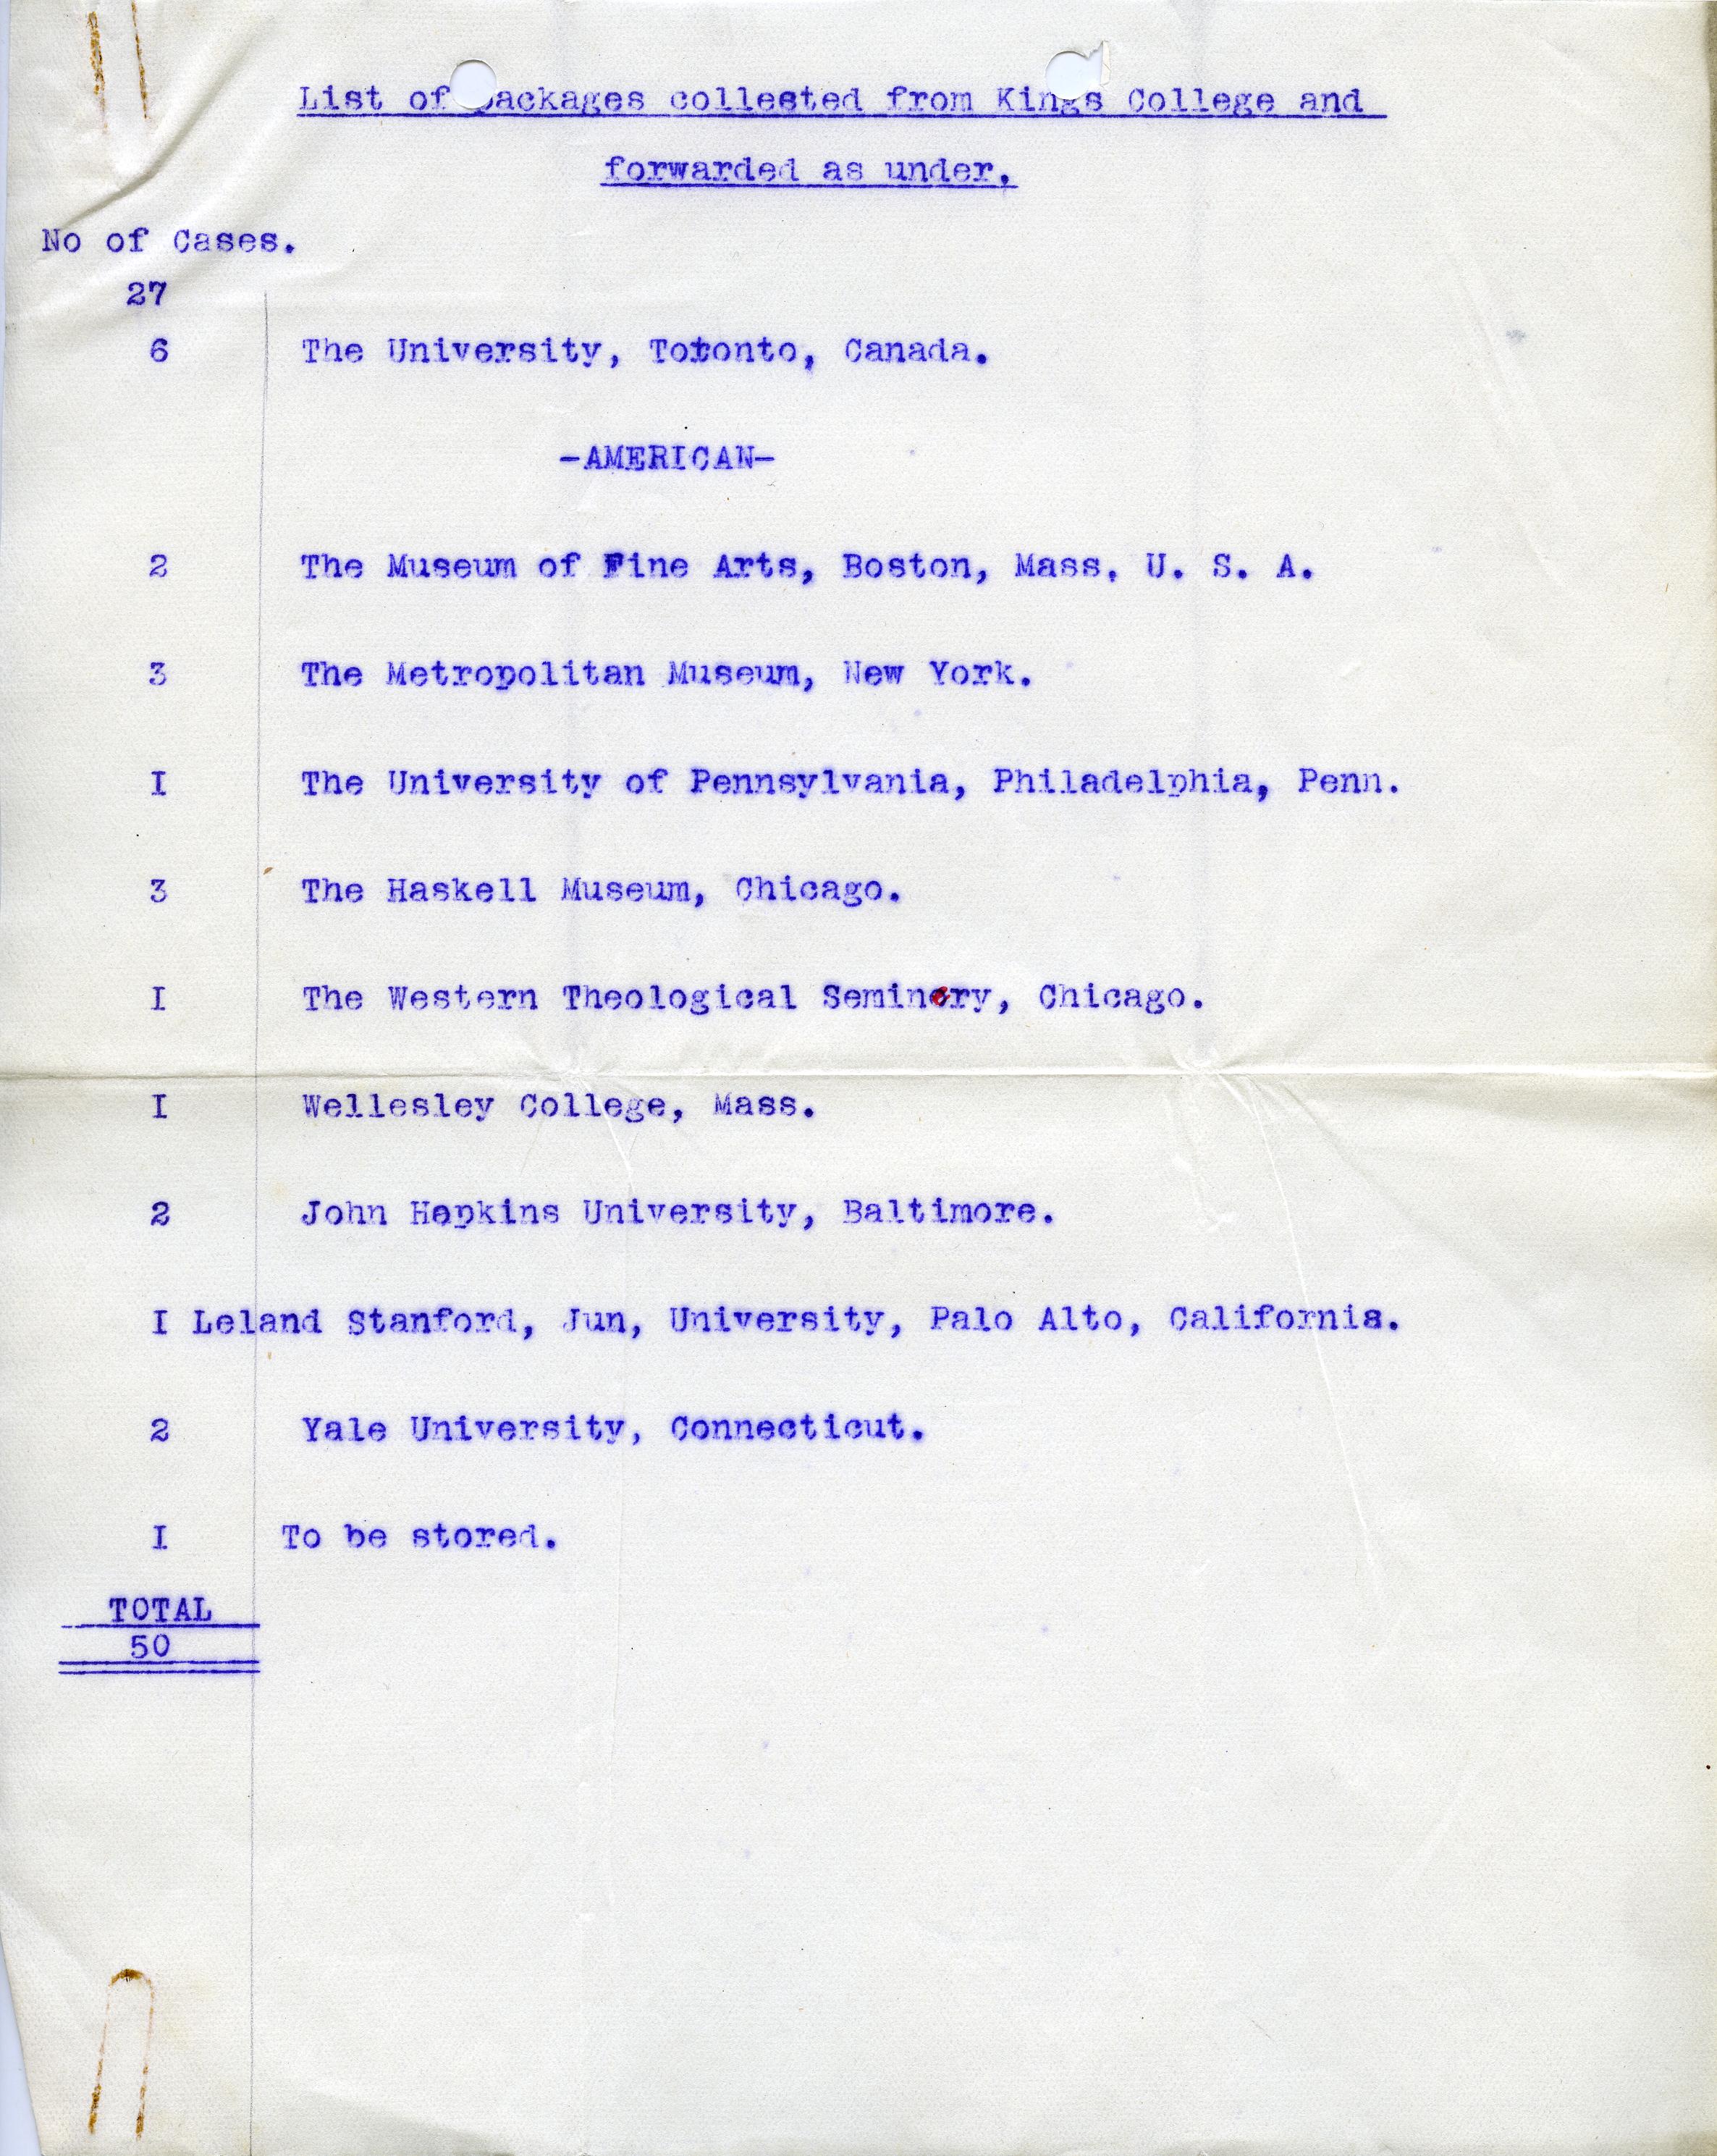 List of packages collested from Kings College and
forwarded as under.
No of Cases.
27
6 The University, Totonto, Canada.
-AMERICAN-
2 The Museum of Fine Arts, Boston, Mass. U. S. A.
3 The Metropolitan Museum, New York.
I The University of Pennsylvania, Philadelphia, Penn.
3 The Haskell Museum, Chicago.
I The Western Theological Seminery, Chicago.
I Wellesley College, Mass.
2 John Hopkins University, Baltimore.
I Leland Stanford, Jun, University, Palo Alto, California.
2 Yale University, Connecticut.
I To be stored.
TOTAL
50